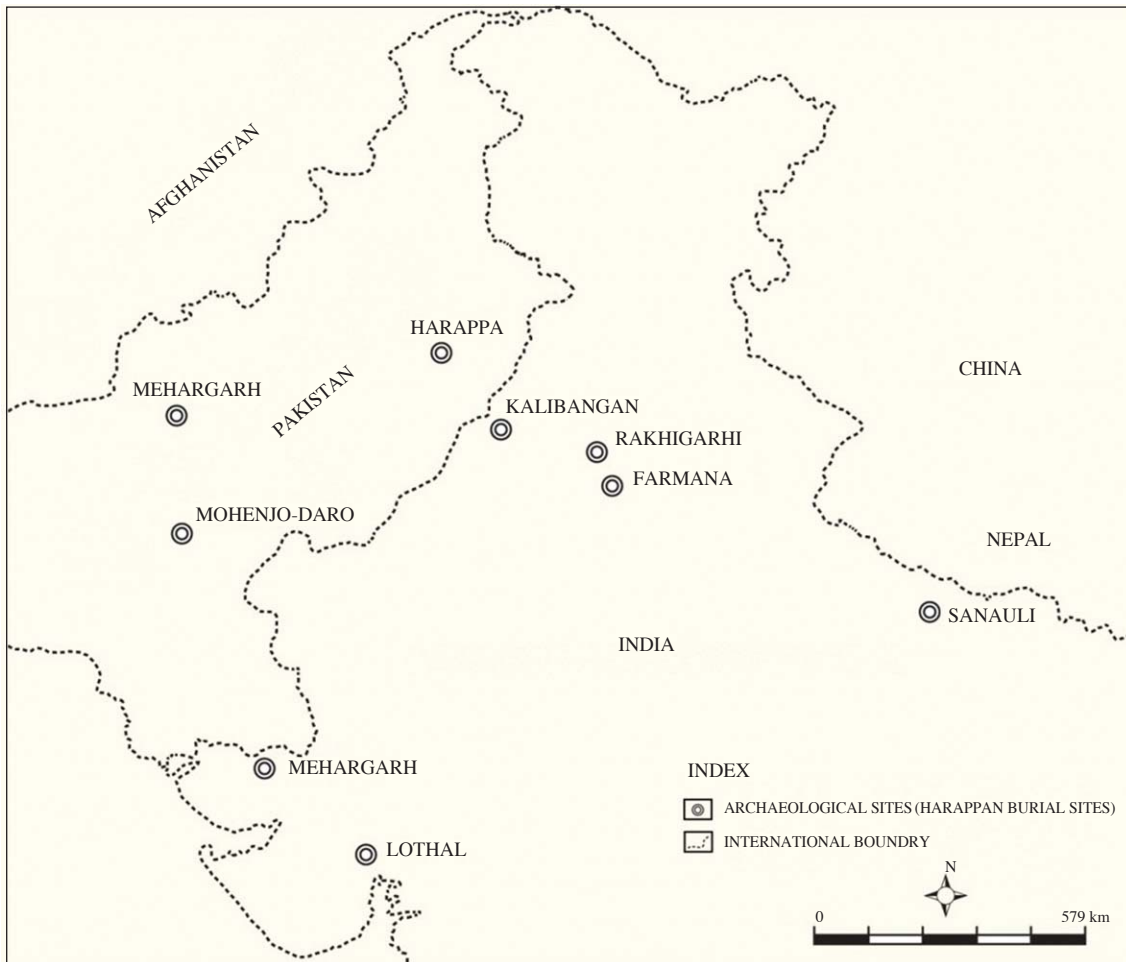 AFGHANISTAN
HARAPPA
MEHARGARH
PAKISTAN
CHINA
KALIBANGAN
RAKHIGARHI
FARMANA
MOHENJO-DARO
NEPAL
SANAULI
INDIA
MEHARGARH
LOTHAL
INDEX
ARCHAEOLOGICAL SITES (HARAPPAN BURIAL SITES)
INTERNATIONAL BOUNDRY
N
0 579 km